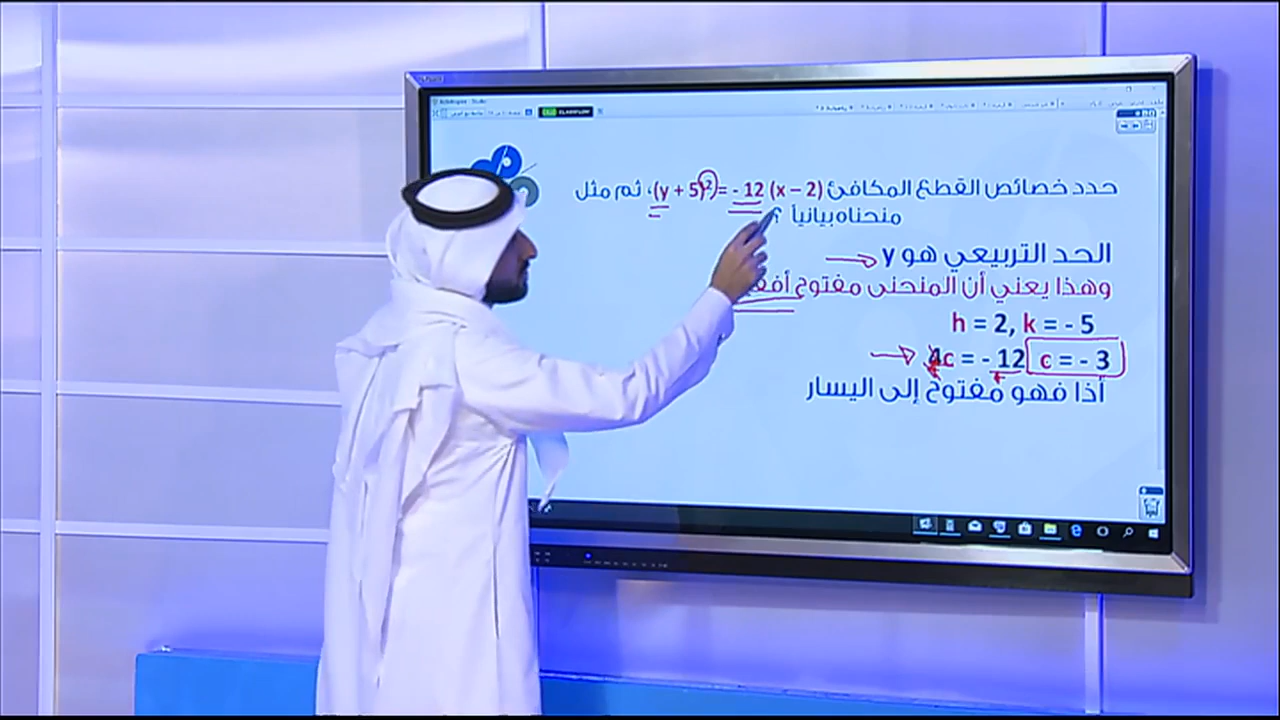 حدد خصائص القطع المكافئ (y + 5)² = - 12 (x – 2)، ثم مثل
منحناه بيانياً ؟
الحد التربيعي هو y
وهذا يعني أن المنحنى مفتوح
h = 2, k = - 5
4c = - 12 c = - 3
أذا فهو مفتوح إلى اليسار